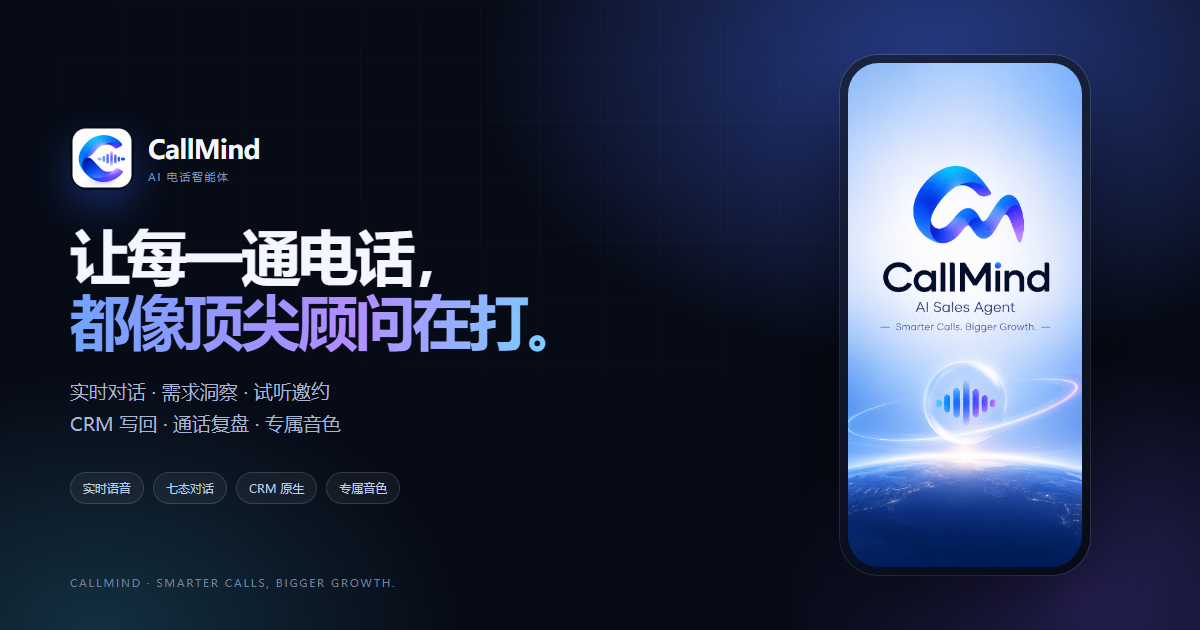 CallMind
AI 电话智能体
让每一通电话，
都像顶尖顾问在打。
实时对话 · 需求洞察 · 试听邀约
CRM 写回 · 通话复盘 · 专属音色
实时语音
七态对话
CRM 原生
专属音色
CALLMIND · SMARTER CALLS, BIGGER GROWTH.
CallMind
AI Sales Agent
— Smarter Calls. Bigger Growth. —